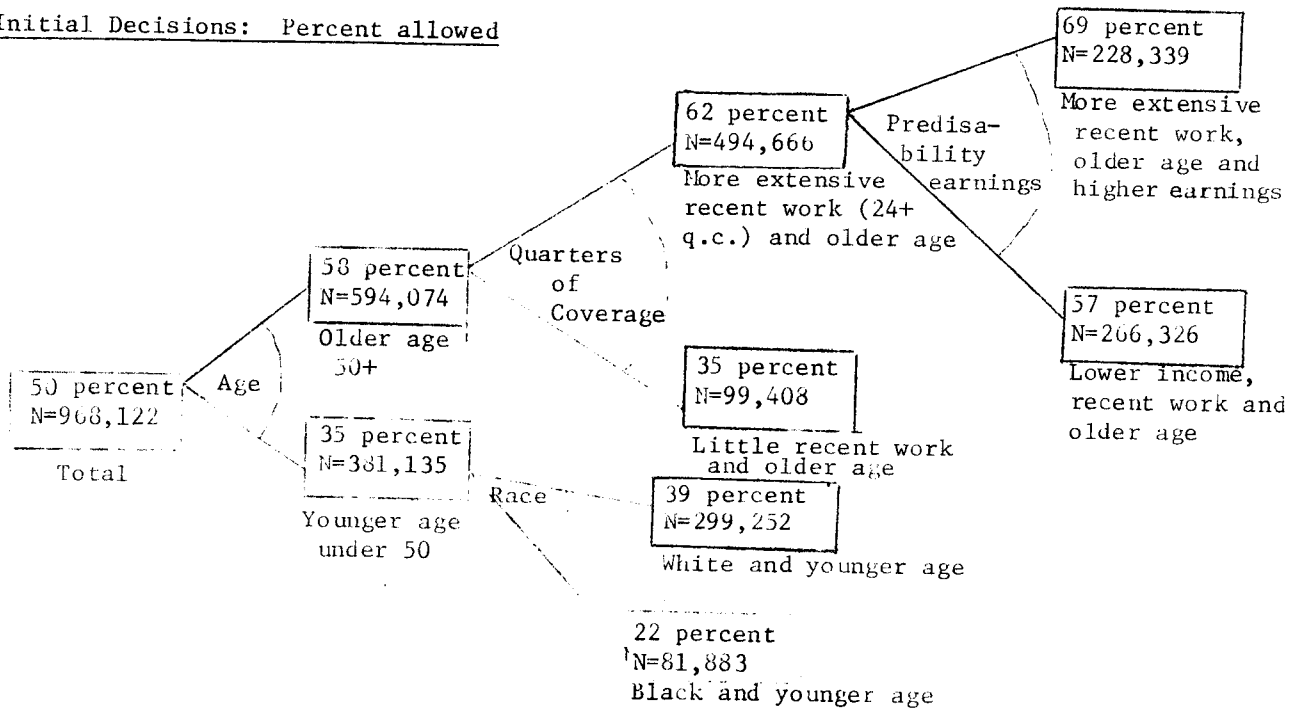 Initial Decisions: Percent allowed
69 percent
N=228,339
More extensive
recent work,
older age and
higher earnings
62 percent
N=494,666
More extensive
recent work (24+
q.c.) and older age
Predisa-
bility
earnings
58 percent
N=594,074
Older age
50+
Quarters
of
Coverage
57 percent
N=266,326
Lower income,
recent work and
older age
50 percent
N=968,122
Total
Age
35 percent
N=99,408
Little recent work
and older age
35 percent
N=381,135
Younger age
under 50
Race
39 percent
N=299,252
White and younger age
22 percent
N=81,883
Black and younger age